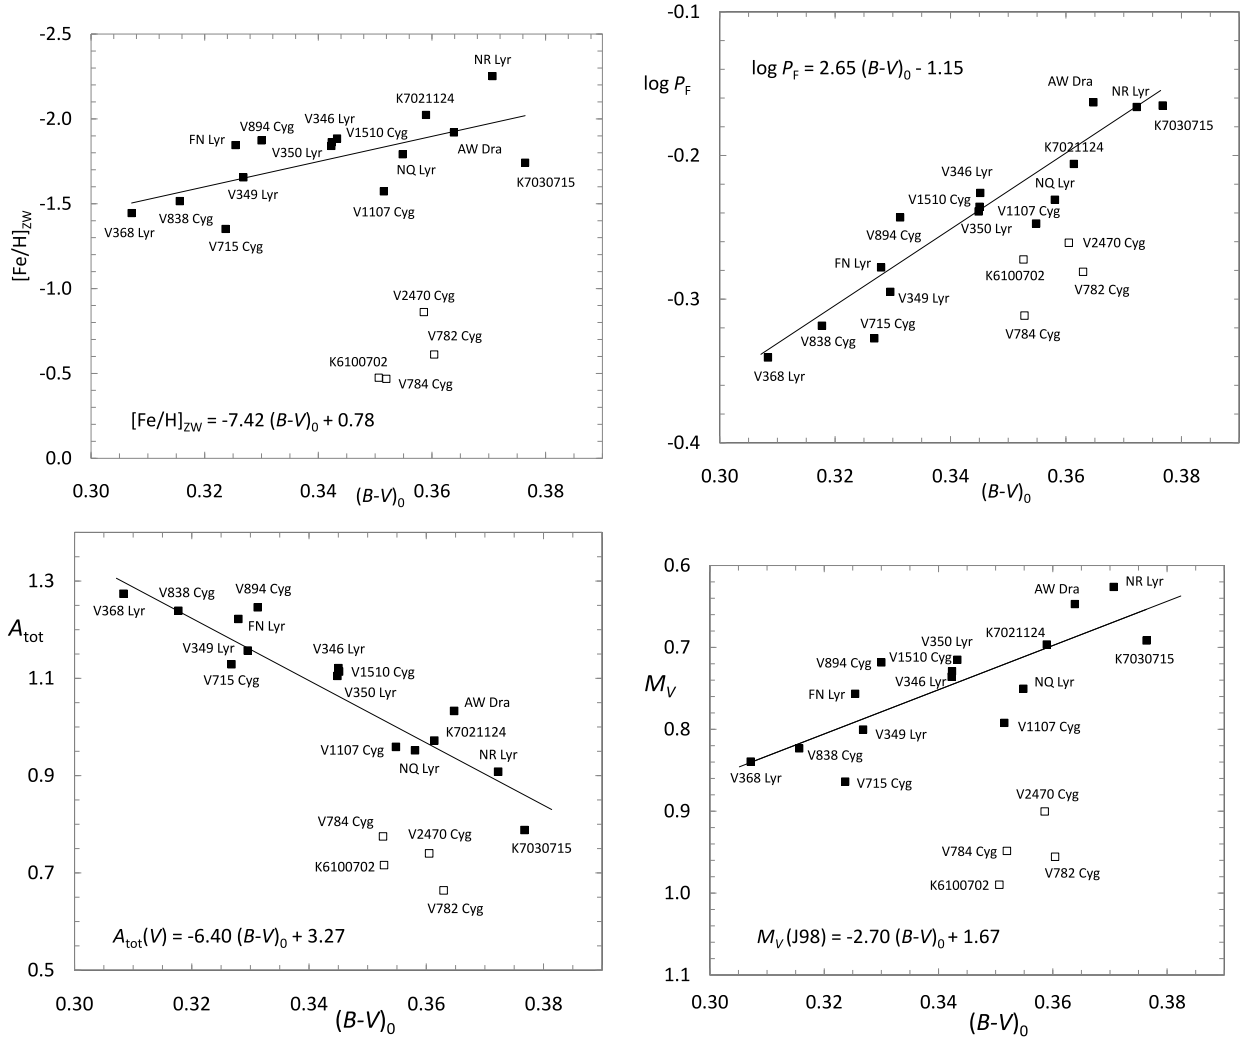 -2.5
-2.0
-1.5
-1.0
-0.5
0.0
[Fe/H]ZW
NR Lyr
K7021124
V346 Lyr
V894 Cyg
V1510 Cyg
FN Lyr
V350 Lyr
AW Dra
NQ Lyr
K7030715
V349 Lyr
V1107 Cyg
V838 Cyg
V368 Lyr
V715 Cyg
V2470 Cyg
V782 Cyg
K6100702
V784 Cyg
[Fe/H]ZW = -7.42 (B-V)0 + 0.78
0.30 0.32 0.34 0.36 0.38
(B-V)0
-0.1
-0.2
-0.3
-0.4
log PF
log PF = 2.65 (B-V)0 - 1.15
AW Dra
NR Lyr
K7030715
K7021124
V346 Lyr
NQ Lyr
V1510 Cyg
V1107 Cyg
V350 Lyr
V894 Cyg
V2470 Cyg
FN Lyr
K6100702
V782 Cyg
V349 Lyr
V715 Cyg
V784 Cyg
V838 Cyg
V368 Lyr
0.30 0.32 0.34 0.36 0.38
(B-V)0
1.3
1.1
0.9
0.7
0.5
Atot
V838 Cyg
V894 Cyg
V368 Lyr
FN Lyr
V349 Lyr
V346 Lyr
V715 Cyg
V1510 Cyg
V350 Lyr
AW Dra
K7021124
V1107 Cyg
NQ Lyr
NR Lyr
V784 Cyg
V2470 Cyg
K7030715
K6100702
V782 Cyg
Atot(V) = -6.40 (B-V)0 + 3.27
0.30 0.32 0.34 0.36 0.38
(B-V)0
0.6
0.7
0.8
0.9
1.0
1.1
MV
NR Lyr
AW Dra
K7021124
V350 Lyr
V1510 Cyg
V894 Cyg
K7030715
V346 Lyr
NQ Lyr
FN Lyr
V1107 Cyg
V349 Lyr
V838 Cyg
V368 Lyr
V715 Cyg
V2470 Cyg
V784 Cyg
V782 Cyg
K6100702
MV (J98) = -2.70 (B-V)0 + 1.67
0.30 0.32 0.34 0.36 0.38
(B-V)0